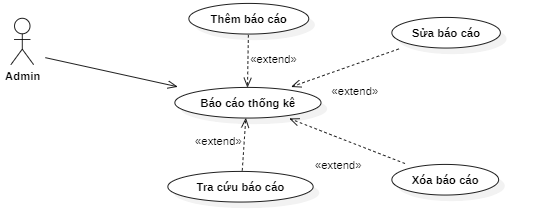 Thêm báo cáo
Sửa báo cáo
Admin
«extend»
«extend»
Báo cáo thống kê
«extend»
«extend»
Tra cứu báo cáo
Xóa báo cáo